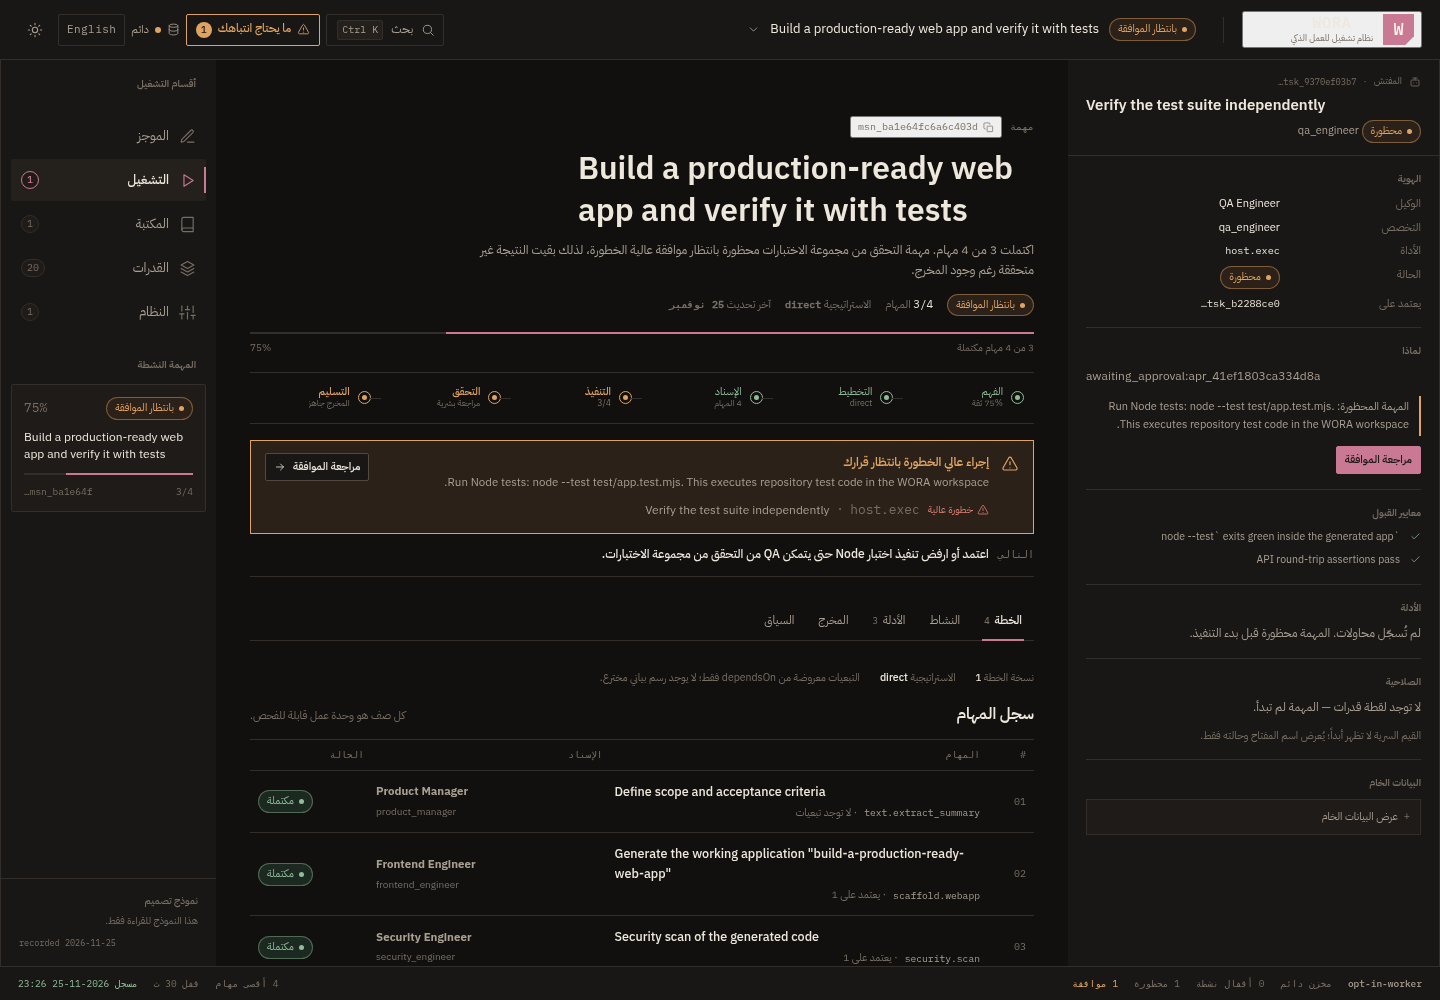 WORA
نظام تشغيل للعمل الذكي
W
بانتظار الموافقة
Build a production-ready web app and verify it with tests
بحث
Ctrl K
ما يحتاج انتباهك
1
دائم
English
المفتش · tsk_9370ef03b7…
Verify the test suite independently
محظورة
qa_engineer
الهوية
الوكيل
QA Engineer
التخصص
qa_engineer
الأداة
host.exec
الحالة
محظورة
يعتمد على
tsk_b2288ce0…
لماذا
awaiting_approval:apr_41ef1803ca334d8a
المهمة المحظورة: Run Node tests: node --test test/app.test.mjs.
This executes repository test code in the WORA workspace.
مراجعة الموافقة
معايير القبول
`node --test` exits green inside the generated app
API round-trip assertions pass
الأدلة
لم تُسجّل محاولات. المهمة محظورة قبل بدء التنفيذ.
الصلاحية
لا توجد لقطة قدرات — المهمة لم تبدأ.
القيم السرية لا تظهر أبداً؛ يُعرض اسم المفتاح وحالته فقط.
البيانات الخام
+ عرض البيانات الخام
مهمة
msn_ba1e64fc6a6c403d
Build a production-ready web
app and verify it with tests
اكتملت 3 من 4 مهام. مهمة التحقق من مجموعة الاختبارات محظورة بانتظار موافقة عالية الخطورة، لذلك بقيت النتيجة غير
متحققة رغم وجود المخرج.
بانتظار الموافقة
3/4 المهام
الاستراتيجية direct
آخر تحديث 25 نوفمبر
3 من 4 مهام مكتملة
75%
الفهم
75% ثقة
التخطيط
direct
الإسناد
4 المهام
التنفيذ
3/4
التحقق
مراجعة بشرية
التسليم
المخرج جاهز
إجراء عالي الخطورة بانتظار قرارك
Run Node tests: node --test test/app.test.mjs. This executes repository test code in the WORA workspace.
خطورة عالية
host.exec
· Verify the test suite independently
مراجعة الموافقة
التالي
اعتمد أو ارفض تنفيذ اختبار Node حتى يتمكن QA من التحقق من مجموعة الاختبارات.
الخطة 4
النشاط
الأدلة 3
المخرج
السياق
نسخة الخطة 1
الاستراتيجية direct
التبعيات معروضة من dependsOn فقط؛ لا يوجد رسم بياني مخترع.
سجل المهام
كل صف هو وحدة عمل قابلة للفحص.
#
المهام
الإسناد
الحالة
01
Define scope and acceptance criteria
text.extract_summary · لا توجد تبعيات
Product Manager
product_manager
مكتملة
02
Generate the working application "build-a-production-ready-
web-app"
scaffold.webapp · يعتمد على 1
Frontend Engineer
frontend_engineer
مكتملة
03
Security scan of the generated code
security.scan · يعتمد على 1
Security Engineer
security_engineer
مكتملة
أقسام التشغيل
الموجز
التشغيل
1
المكتبة
1
القدرات
20
النظام
1
المهمة النشطة
بانتظار الموافقة
75%
Build a production-ready web
app and verify it with tests
3/4
msn_ba1e64f…
نموذج تصميم
هذا النموذج للقراءة فقط.
recorded 2026-11-25
opt-in-worker
مخزن دائم
0 أقفال نشطة
1 محظورة
1 موافقة
4 أقصى مهام
قفل 30 ث
مسجل 2026-11-25 23:26